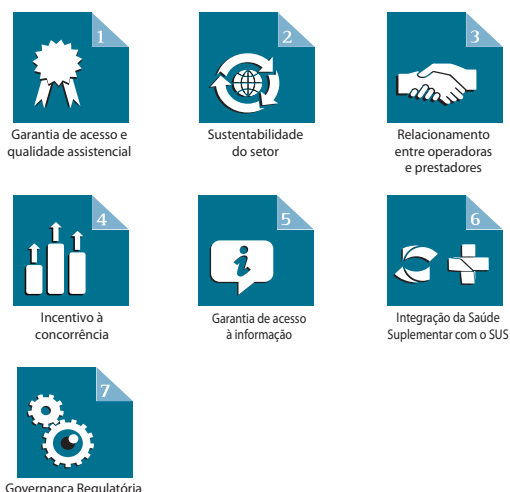 1
Garantia de acesso e
qualidade assistencial
2
Sustentabilidade
do setor
3
Relacionamento
entre operadoras
e prestadores
4
Incentivo à
concorrência
5
i
Garantia de acesso
à informação
6
Integração da Saúde
Suplementar com o SUS
7
Governança Regulatória